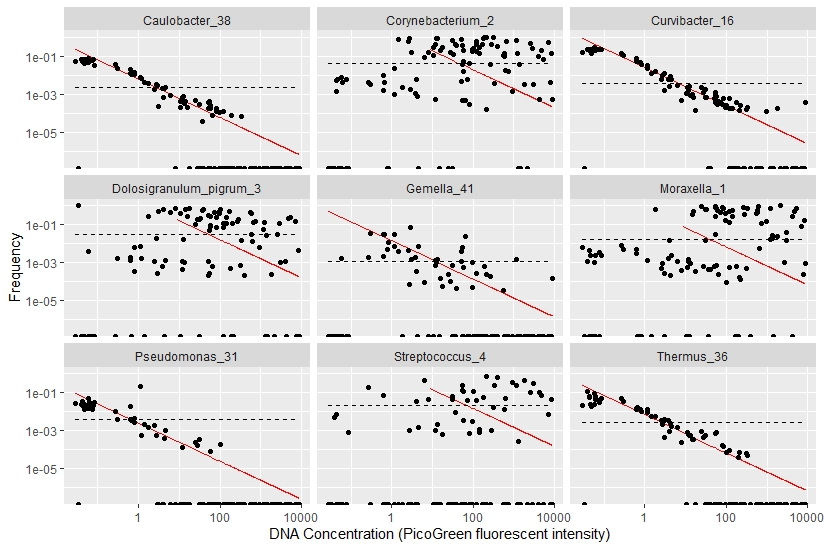 Caulobacter_38 Corynebacterium_2 Curvibacter_16
1e-01
1e-03
1e-05
Dolosigranulum_pigrum_3 Gemella_41 Moraxella_1
1e-01
1e-03
1e-05
Frequency
Pseudomonas_31 Streptococcus_4 Thermus_36
1e-01
1e-03
1e-05
1 100 10000 1 100 10000 1 100 10000
DNA Concentration (PicoGreen fluorescent intensity)